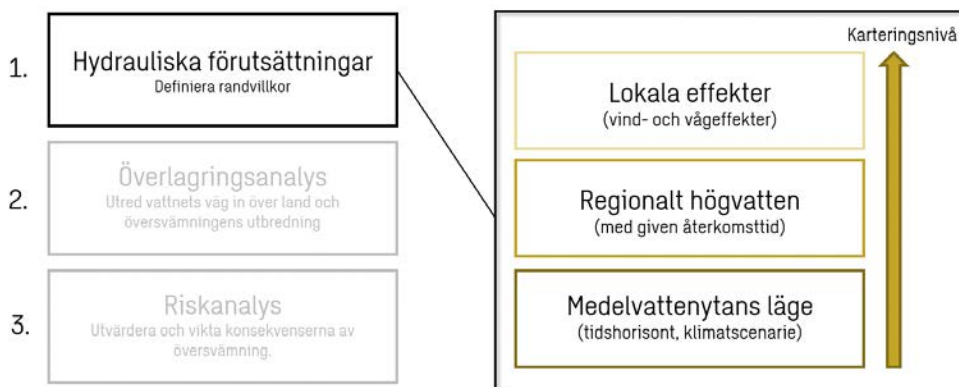 1.
Hydrauliska förutsättningar
Definiera randvillkor
2.
Överlagringsanalys
Utred vattnets väg in över land och
översvämningens utbredning
3.
Riskanalys
Utvärdera och vikta konsekvenserna av
översvämning.
Karteringsnivå
Lokala effekter
(vind- och vågeffekter)
Regionalt högvatten
(med given återkomsttid)
Medelvattenytans läge
(tidshorisont, klimatscenarie)